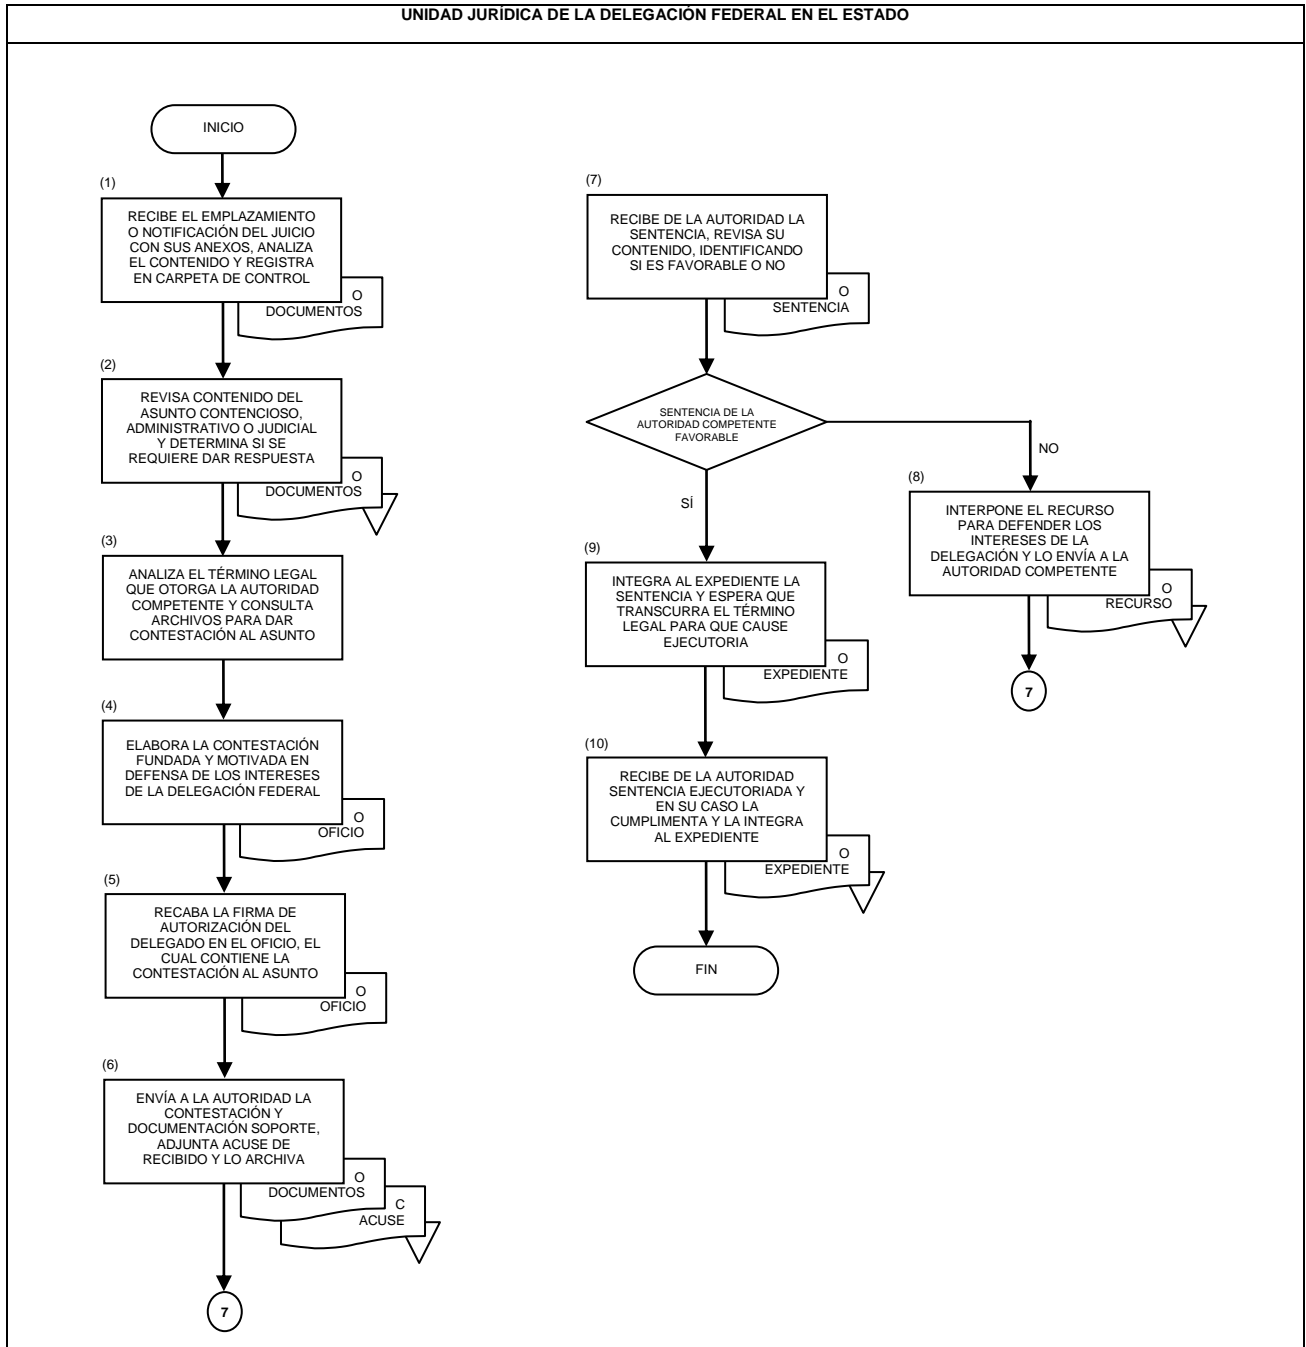 UNIDAD JURÍDICA DE LA DELEGACIÓN FEDERAL EN EL ESTADO
INICIO
(1)
RECIBE EL EMPLAZAMIENTO
O NOTIFICACIÓN DEL JUICIO
CON SUS ANEXOS, ANALIZA
EL CONTENIDO Y REGISTRA
EN CARPETA DE CONTROL
O
DOCUMENTOS
(2)
REVISA CONTENIDO DEL
ASUNTO CONTENCIOSO,
ADMINISTRATIVO O JUDICIAL
Y DETERMINA SI SE
REQUIERE DAR RESPUESTA
O
DOCUMENTOS
(3)
ANALIZA EL TÉRMINO LEGAL
QUE OTORGA LA AUTORIDAD
COMPETENTE Y CONSULTA
ARCHIVOS PARA DAR
CONTESTACIÓN AL ASUNTO
(4)
ELABORA LA CONTESTACIÓN
FUNDADA Y MOTIVADA EN
DEFENSA DE LOS INTERESES
DE LA DELEGACIÓN FEDERAL
O
OFICIO
(5)
RECABA LA FIRMA DE
AUTORIZACIÓN DEL
DELEGADO EN EL OFICIO, EL
CUAL CONTIENE LA
CONTESTACIÓN AL ASUNTO
O
OFICIO
(6)
ENVÍA A LA AUTORIDAD LA
CONTESTACIÓN Y
DOCUMENTACIÓN SOPORTE,
ADJUNTA ACUSE DE
RECIBIDO Y LO ARCHIVA
O
DOCUMENTOS
C
ACUSE
7
(7)
RECIBE DE LA AUTORIDAD LA
SENTENCIA, REVISA SU
CONTENIDO, IDENTIFICANDO
SI ES FAVORABLE O NO
O
SENTENCIA
SENTENCIA DE LA
AUTORIDAD COMPETENTE
FAVORABLE
NO
SÍ
(8)
INTERPONE EL RECURSO
PARA DEFENDER LOS
INTERESES DE LA
DELEGACIÓN Y LO ENVÍA A LA
AUTORIDAD COMPETENTE
O
RECURSO
7
(9)
INTEGRA AL EXPEDIENTE LA
SENTENCIA Y ESPERA QUE
TRANSCURRA EL TÉRMINO
LEGAL PARA QUE CAUSE
EJECUTORIA
O
EXPEDIENTE
(10)
RECIBE DE LA AUTORIDAD
SENTENCIA EJECUTORIADA Y
EN SU CASO LA
CUMPLIMENTA Y LA INTEGRA
AL EXPEDIENTE
O
EXPEDIENTE
FIN